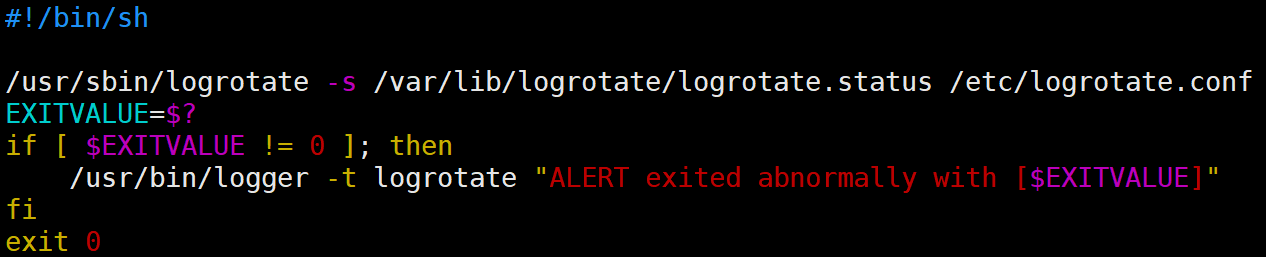 #!/bin/sh

/usr/sbin/logrotate -s /var/lib/logrotate/logrotate.status /etc/logrotate.conf
EXITVALUE=$?
if [ $EXITVALUE != 0 ]; then
    /usr/bin/logger -t logrotate "ALERT exited abnormally with [$EXITVALUE]"
fi
exit 0